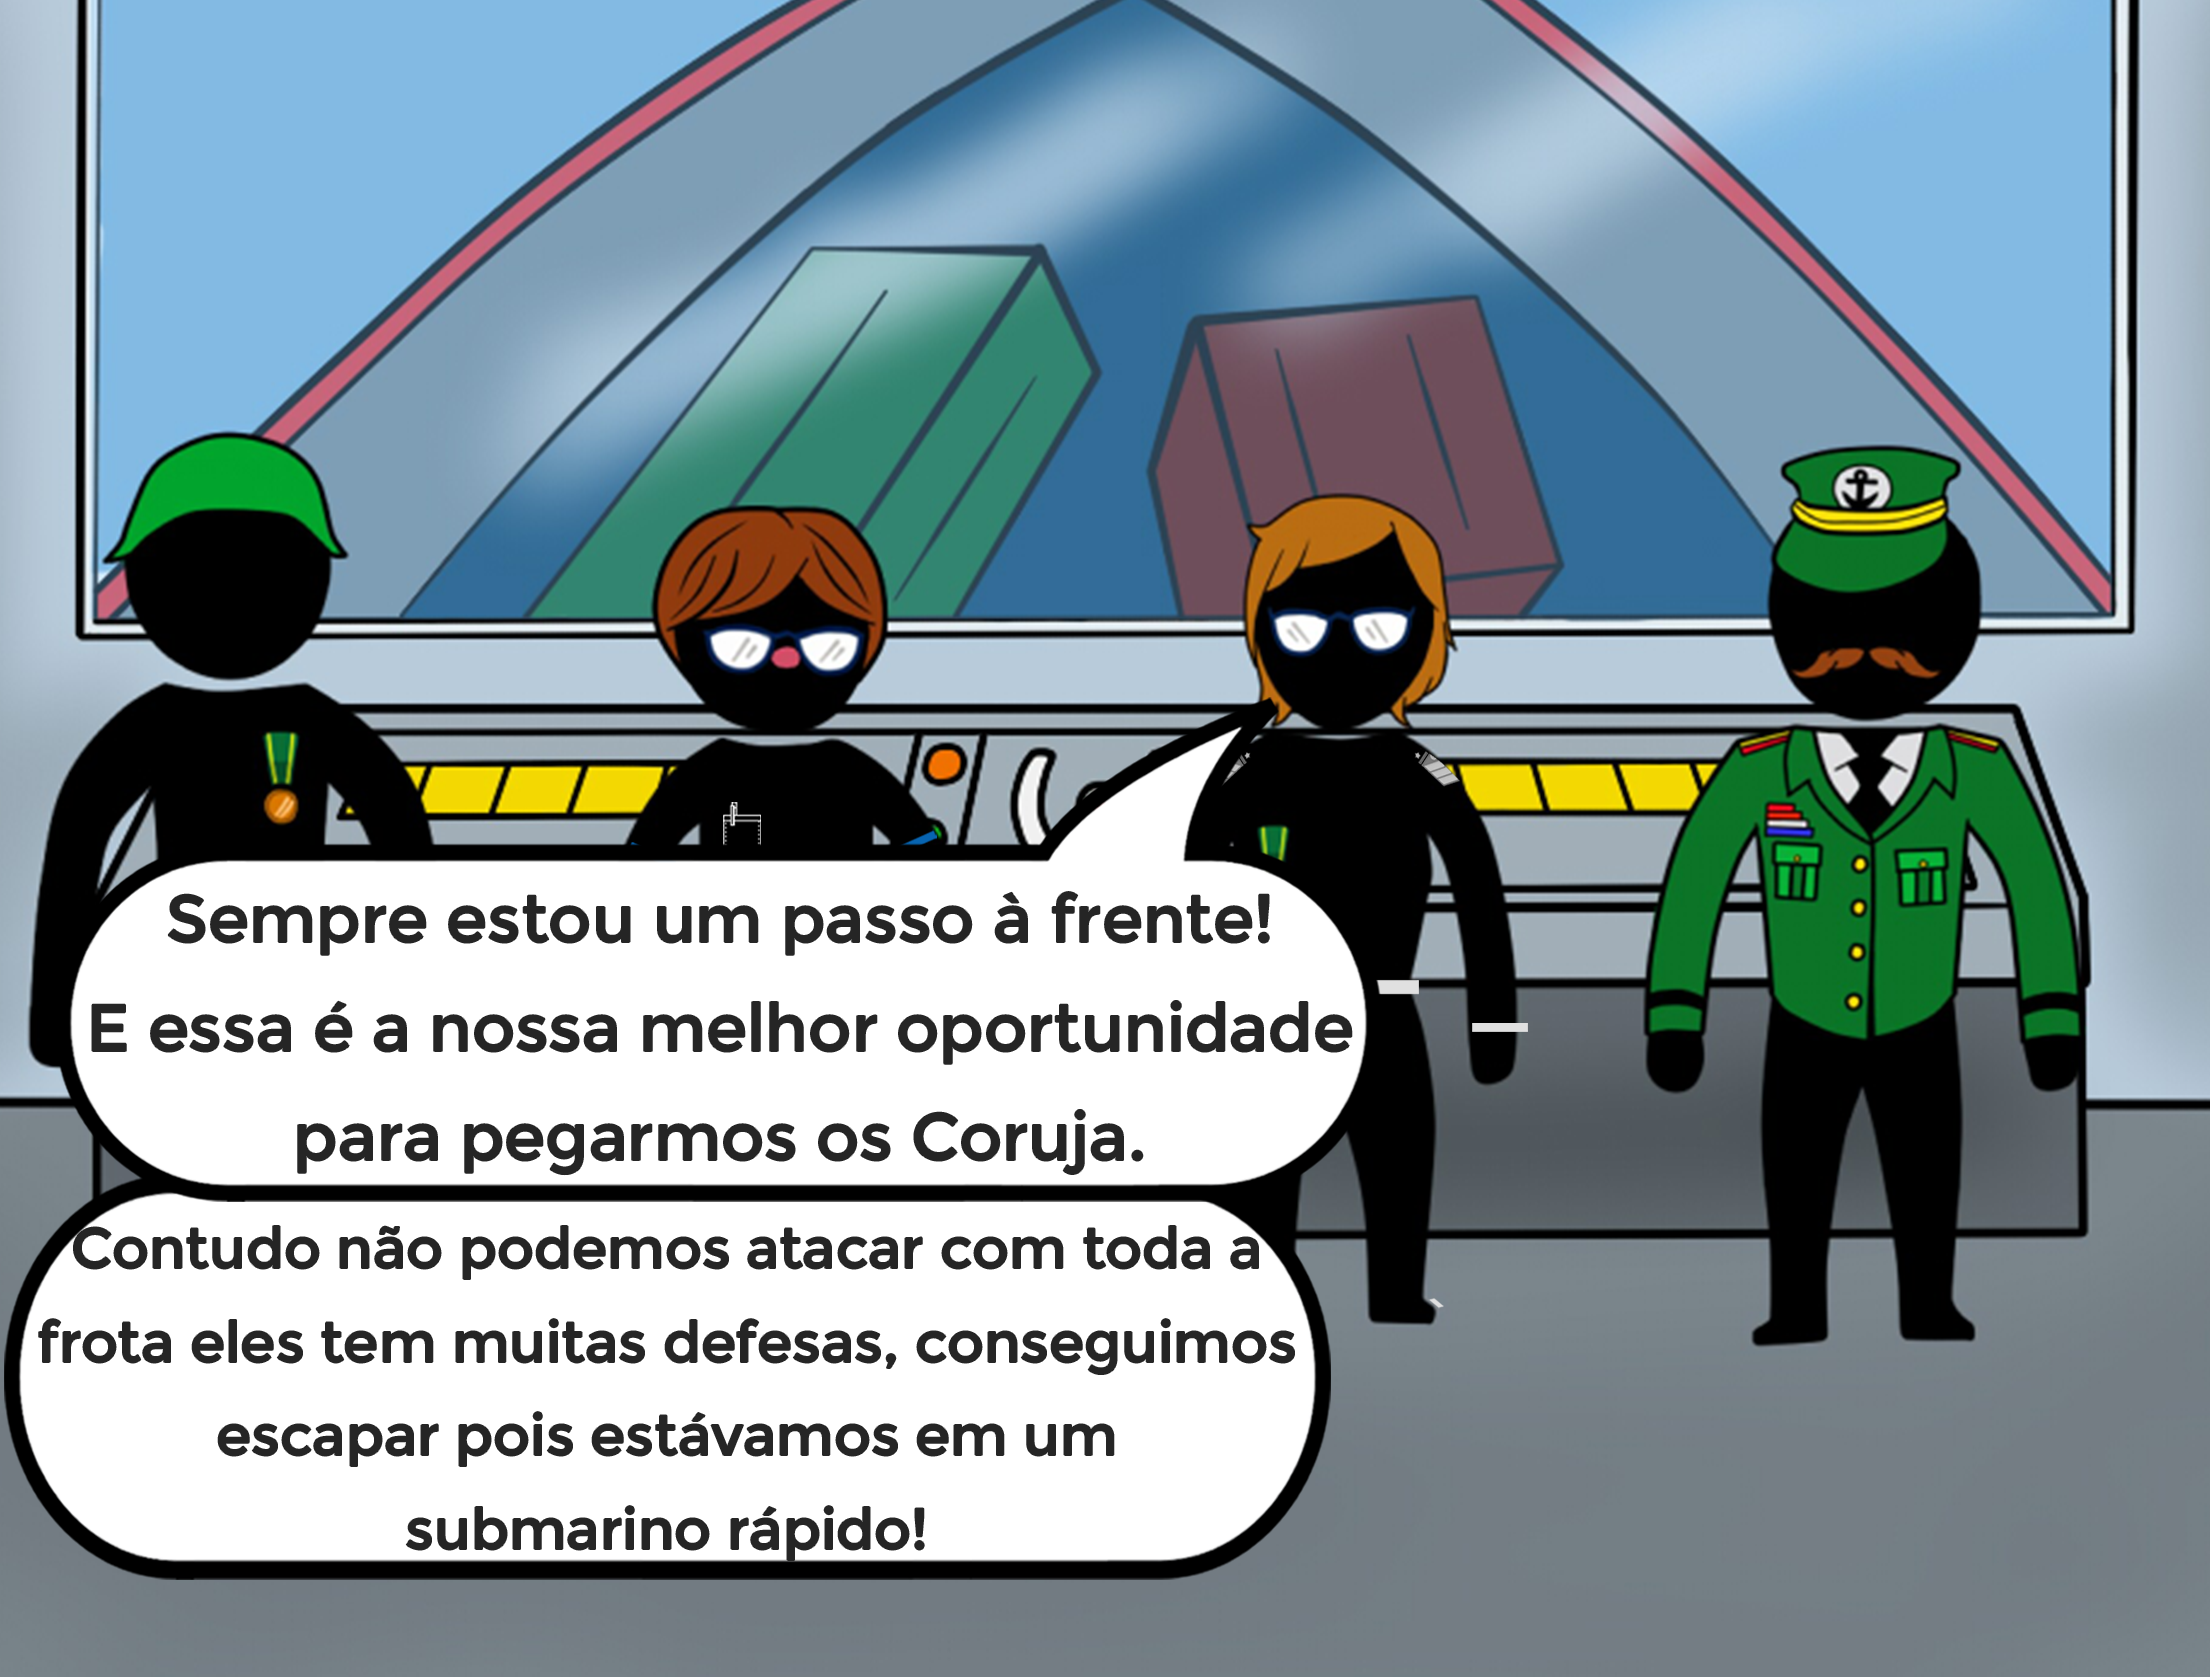 Sempre estou um passo à frente!
E essa é a nossa melhor oportunidade
para pegarmos os Coruja.
Contudo não podemos atacar com toda a
frota eles tem muitas defesas, conseguimos
escapar pois estávamos em um
submarino rápido!